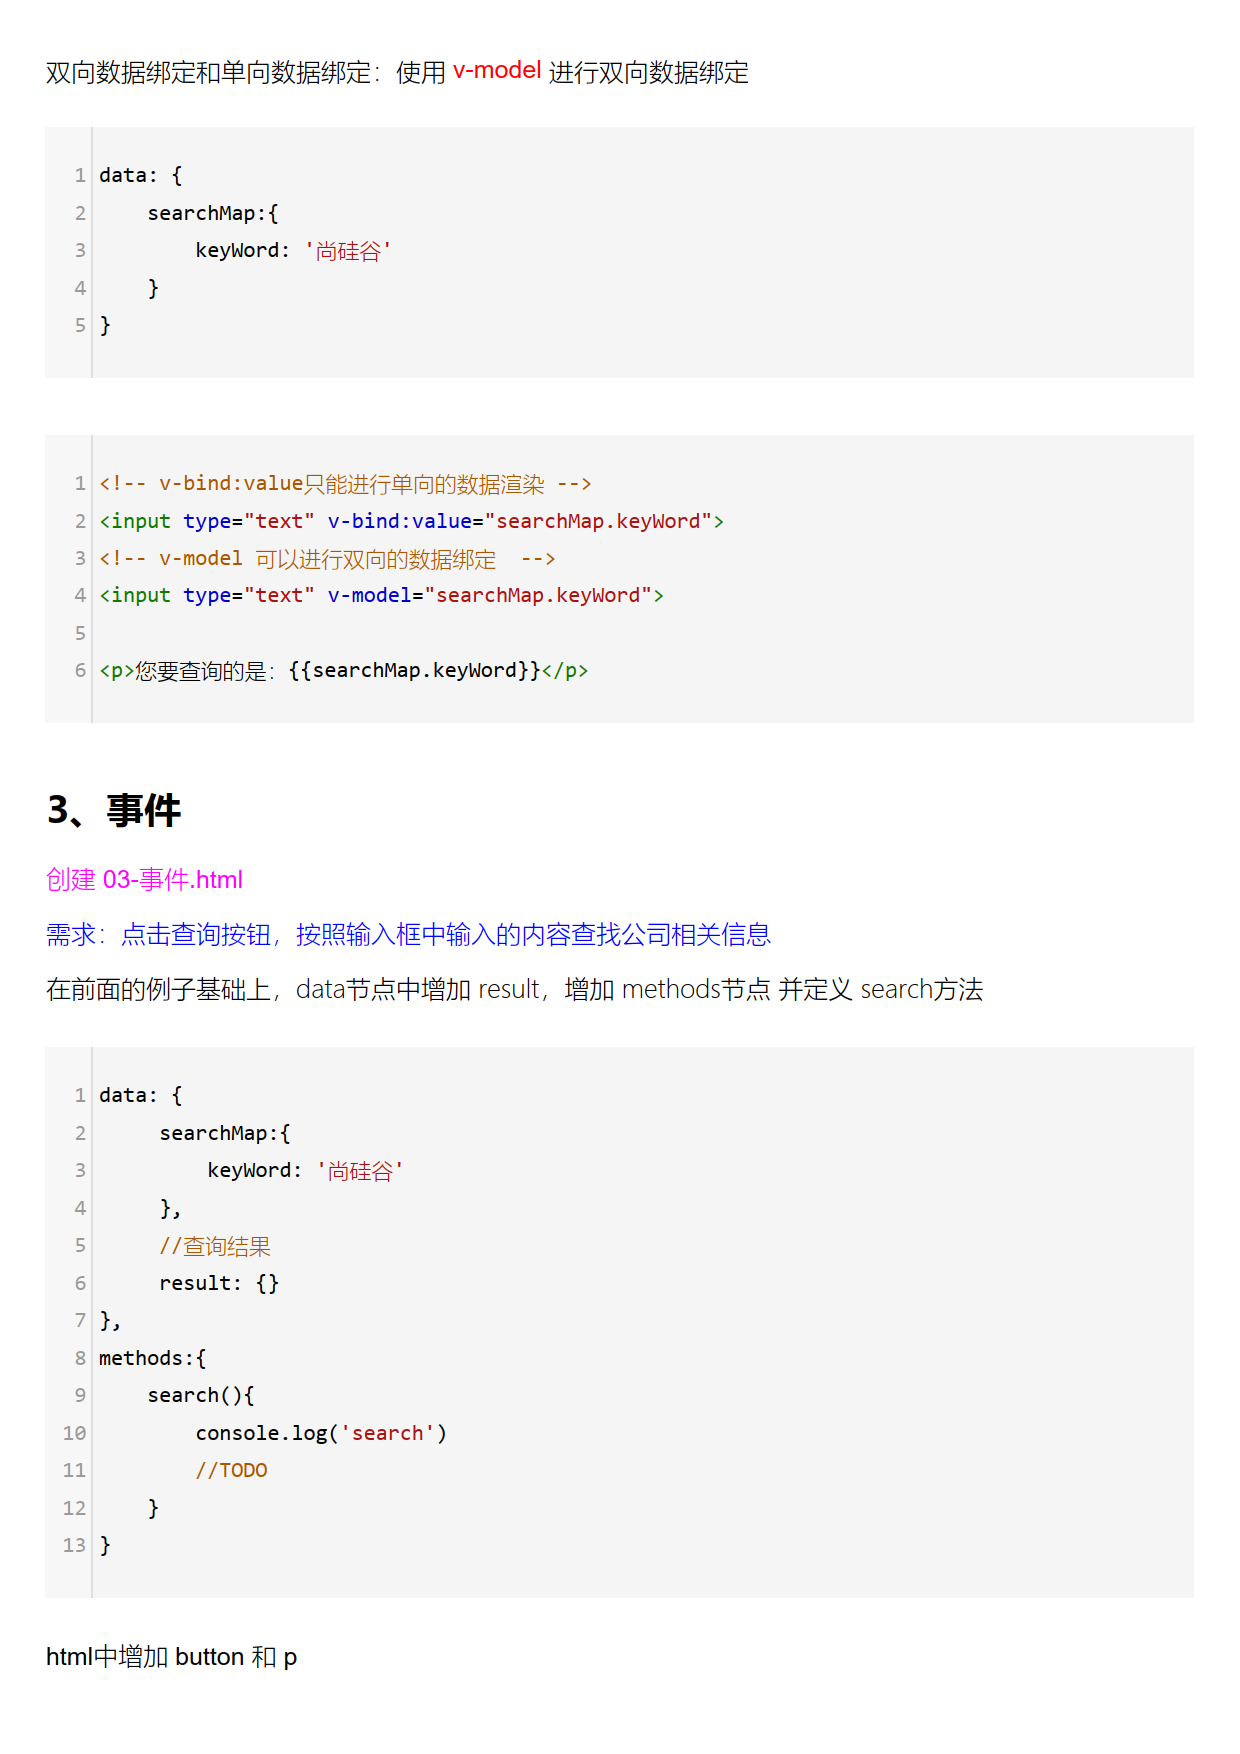 双向数据绑定和单向数据绑定：使用 v-model 进行双向数据绑定
1 data: {
2     searchMap:{
3         keyWord: '尚硅谷'
4     }
5 }
1 <!-- v-bind:value只能进行单向的数据渲染 -->
2 <input type="text" v-bind:value="searchMap.keyWord">
3 <!-- v-model 可以进行双向的数据绑定  -->
4 <input type="text" v-model="searchMap.keyWord">
5
6 <p>您要查询的是：{{searchMap.keyWord}}</p>
3、事件
创建 03-事件.html
需求：点击查询按钮，按照输入框中输入的内容查找公司相关信息
在前面的例子基础上，data节点中增加 result，增加 methods节点 并定义 search方法
1 data: {
2      searchMap:{
3          keyWord: '尚硅谷'
4      },
5      //查询结果
6      result: {}
7 },
8 methods:{
9     search(){
10         console.log('search')
11         //TODO
12     }
13 }
html中增加 button 和 p